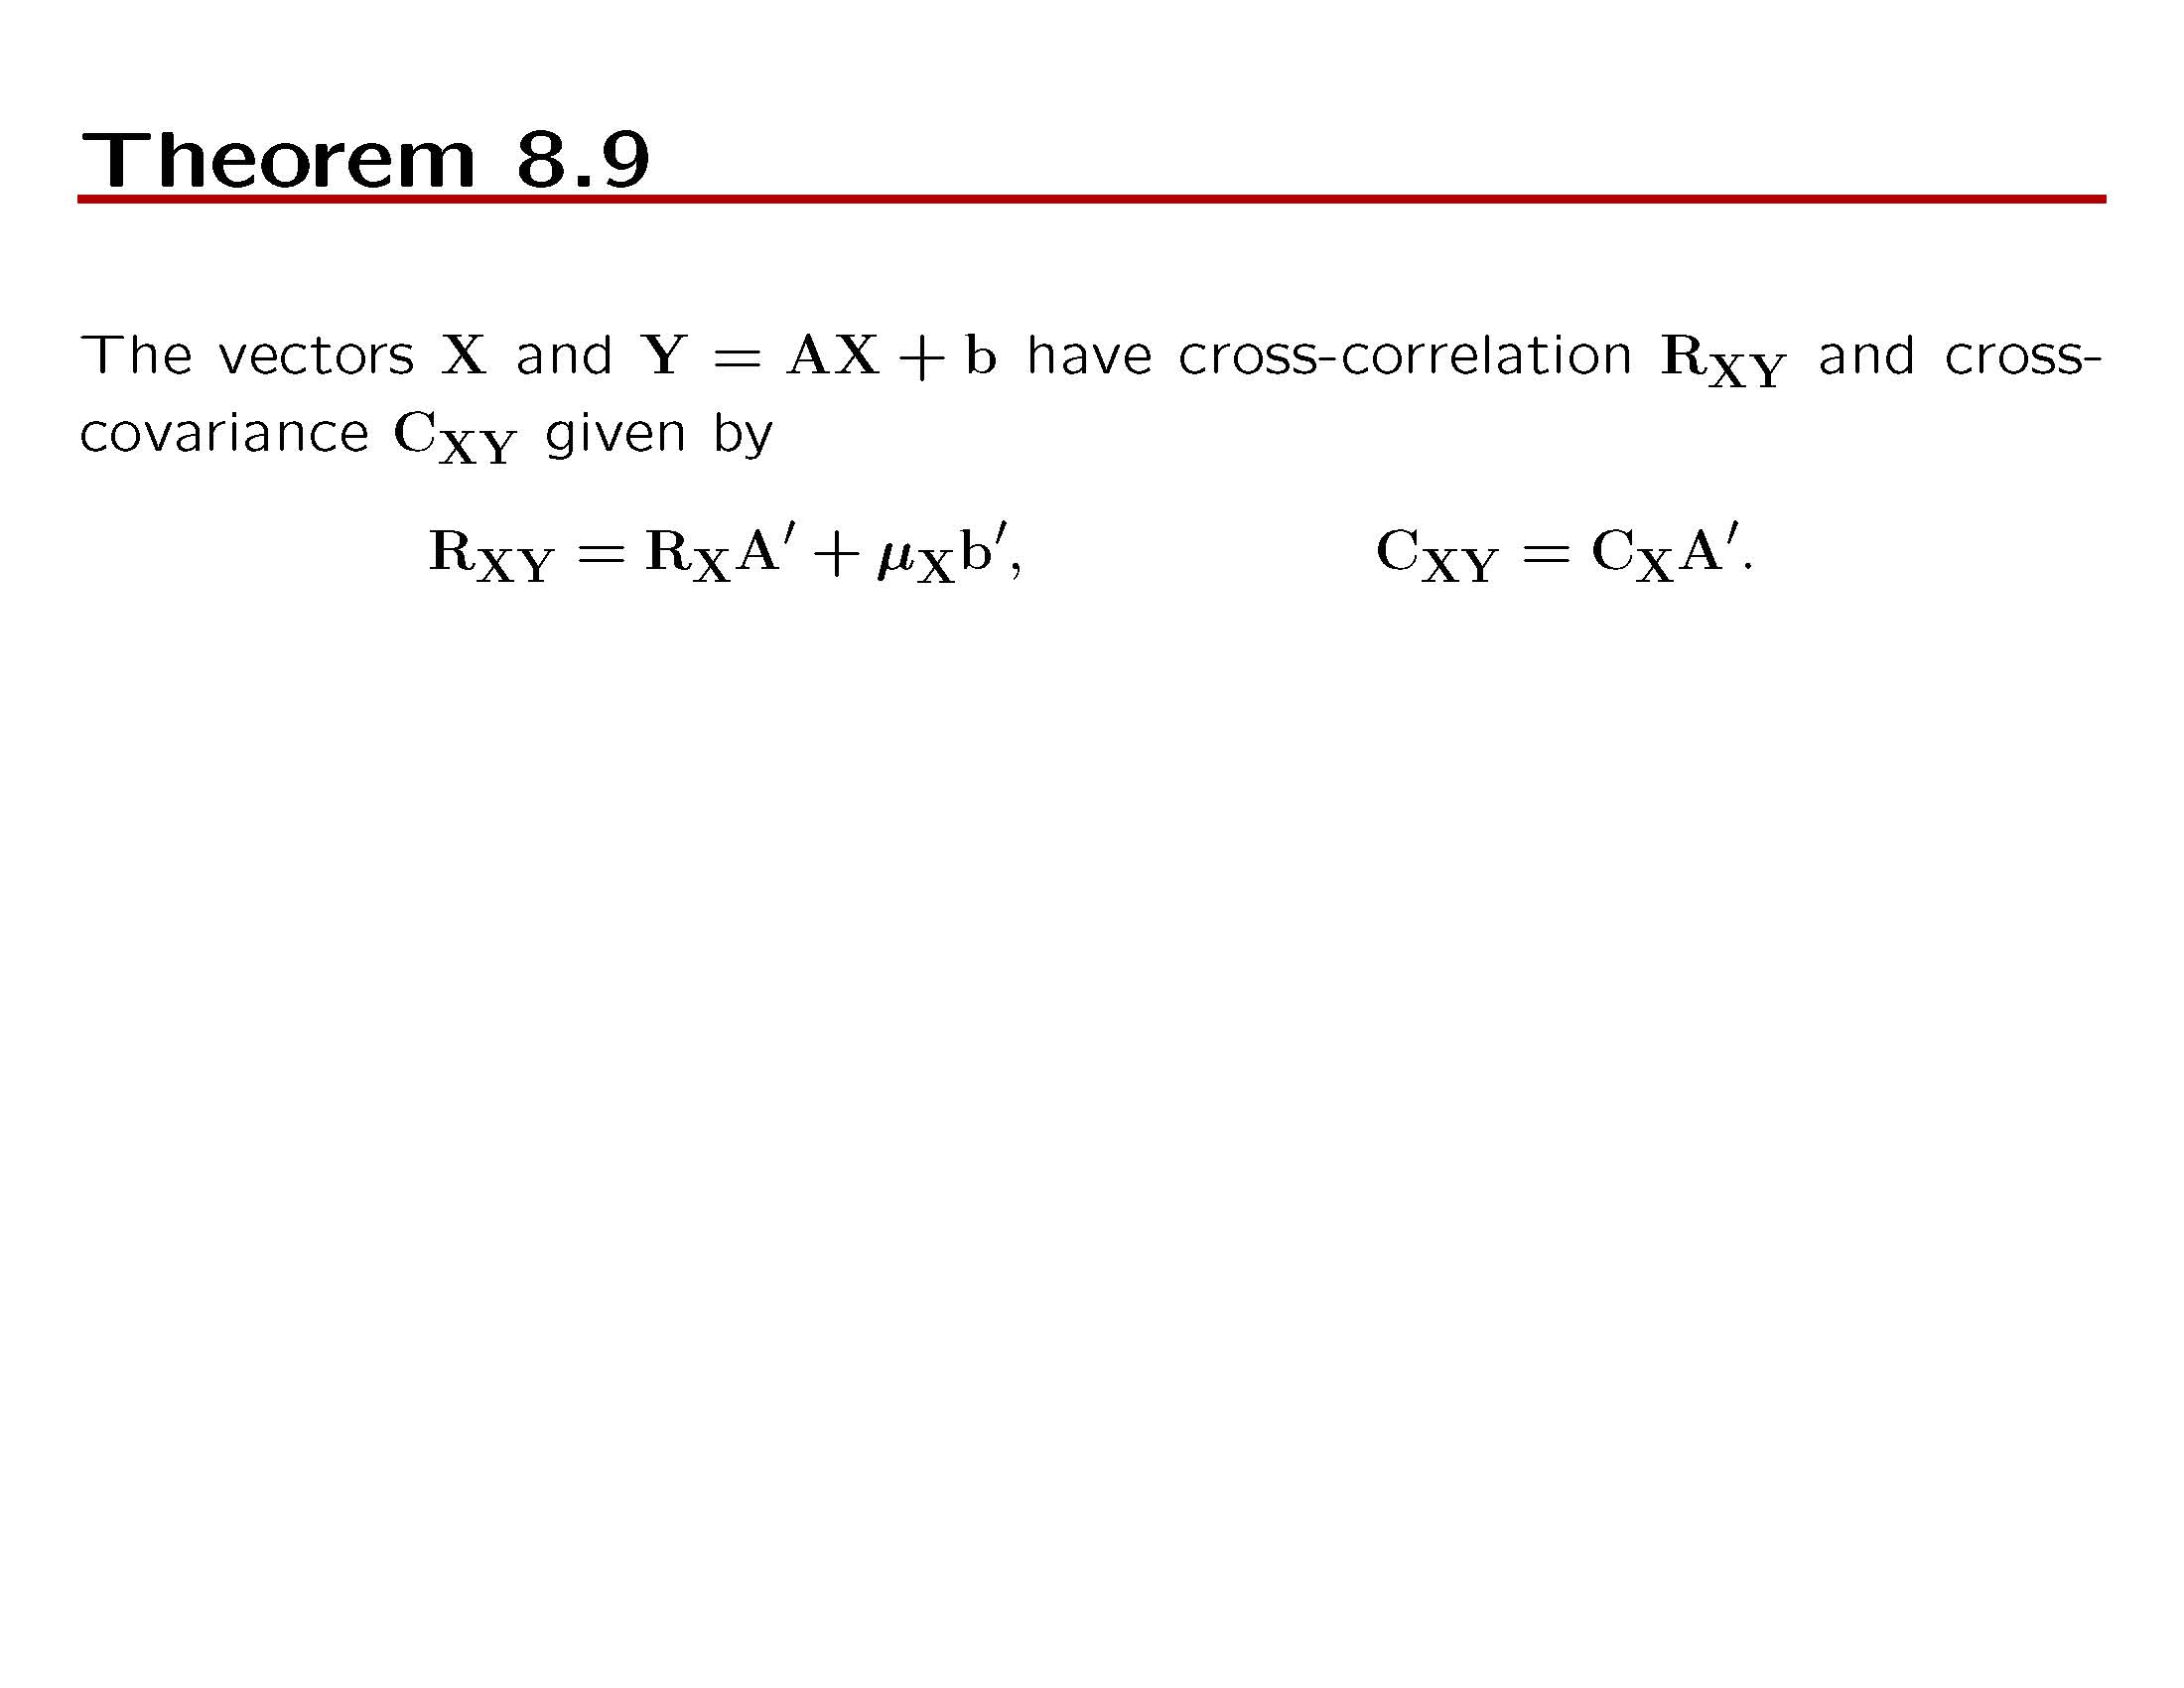 Theorem 8.9
The vectors X and Y = AX + b have cross-correlation R_XY and cross-
covariance C_XY given by
R_XY = R_X A′ + μ_X b′, C_XY = C_X A′.